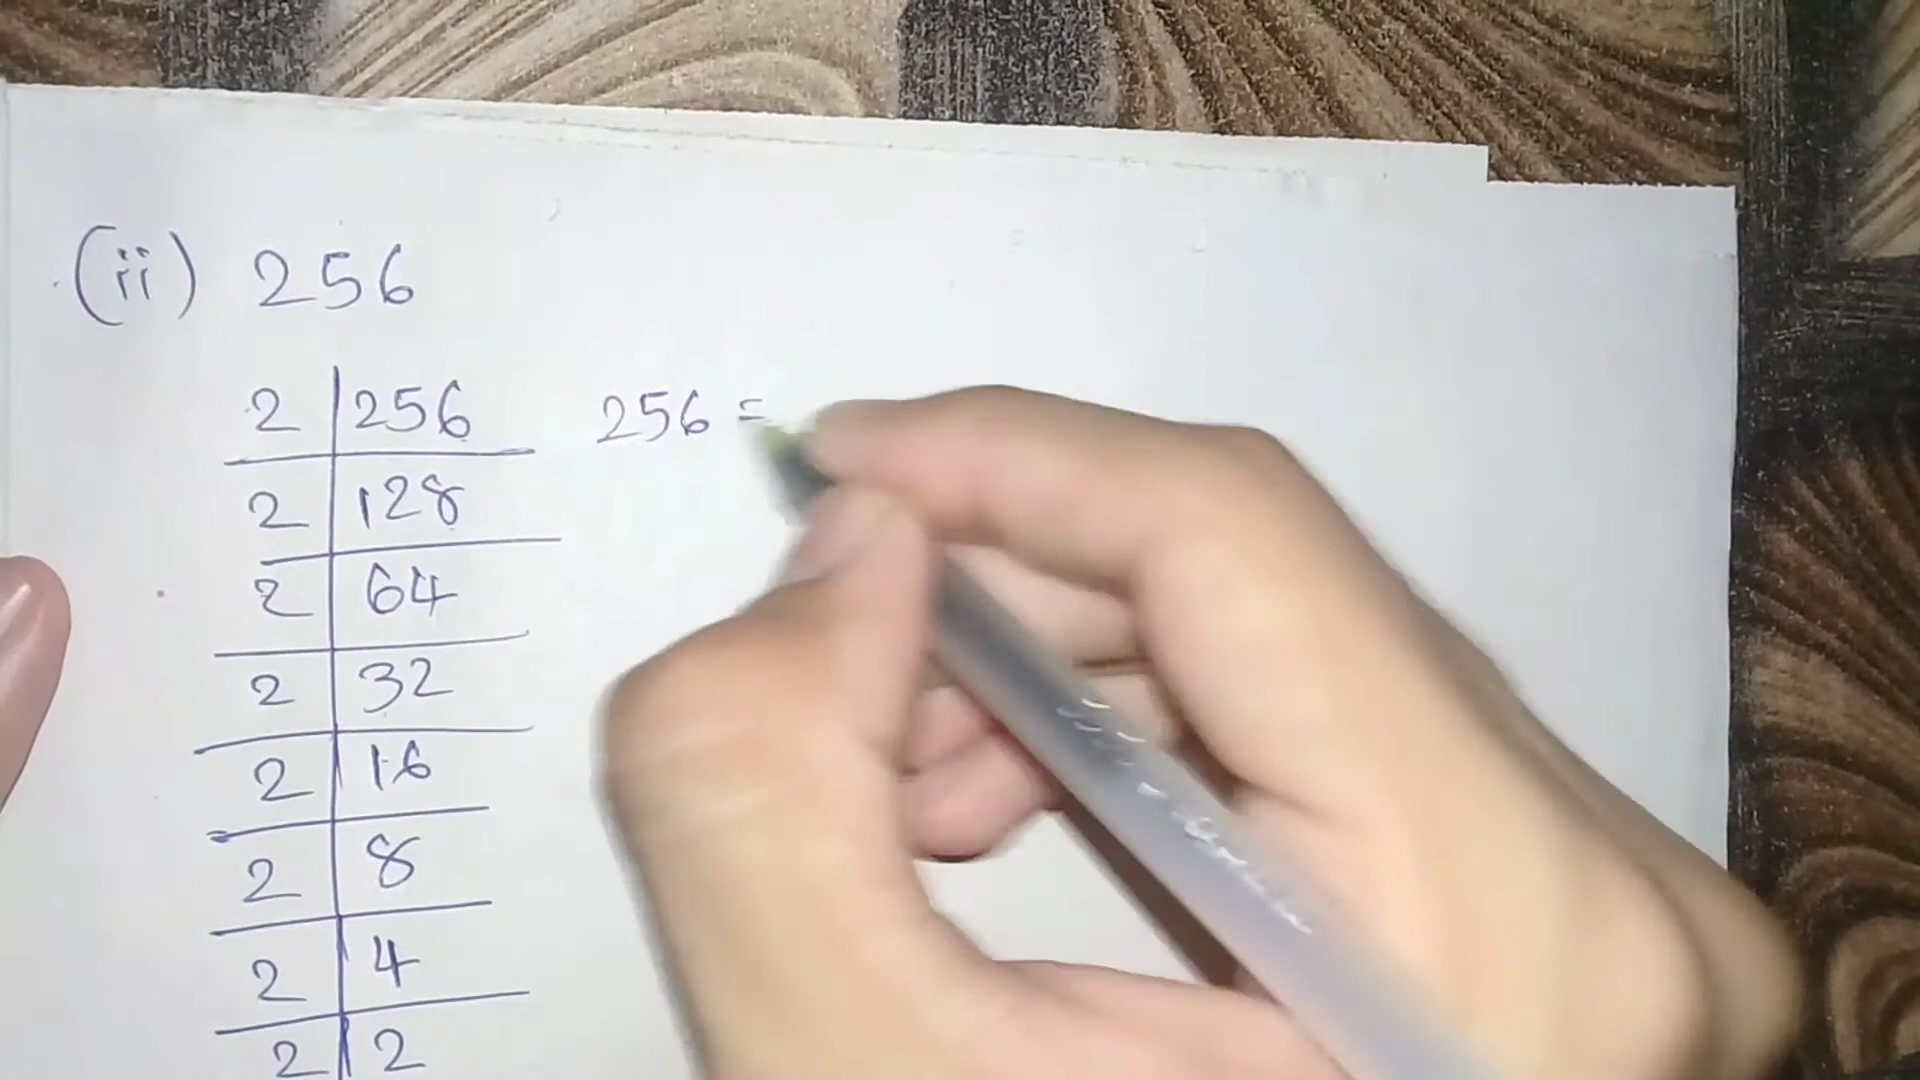 (ii) 256
2 | 256 256 =
2 | 128
2 | 64
2 | 32
2 | 16
2 | 8
2 | 4
2 | 2